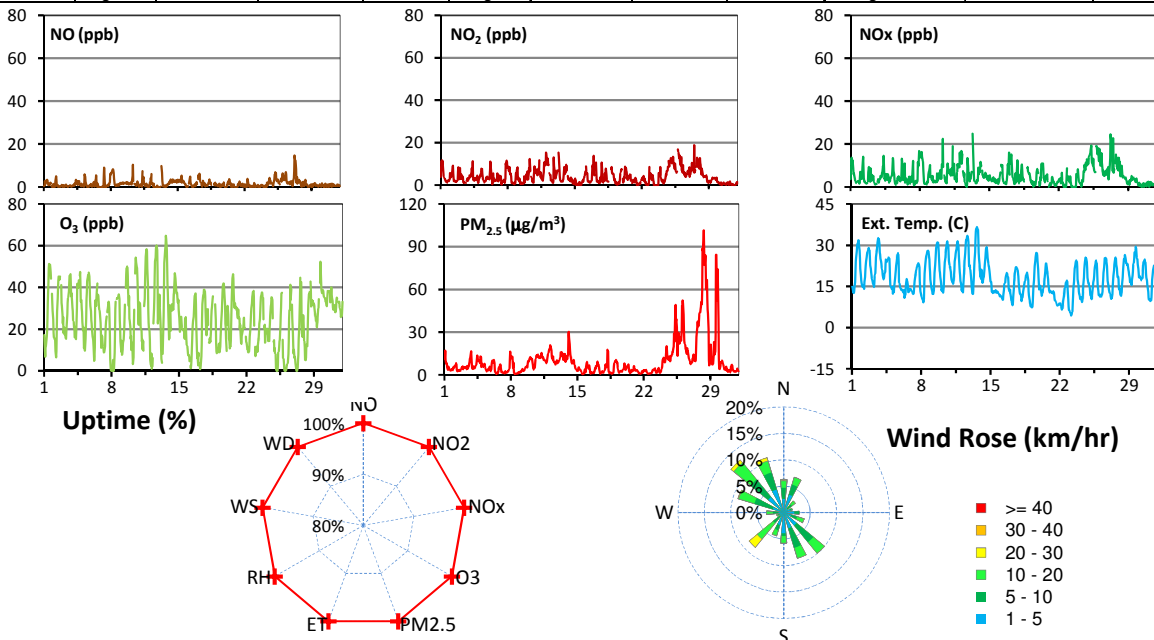 NO (ppb)
80
60
40
20
0
NO2 (ppb)
80
60
40
20
0
NOx (ppb)
80
60
40
20
0
O3 (ppb)
80
60
40
20
0
1 8 15 22 29
PM2.5 (µg/m³)
120
90
60
30
0
1 8 15 22 29
Ext. Temp. (C)
45
30
15
0
-15
1 8 15 22 29
Uptime (%)
NO
NO2
NOx
O3
PM2.5
ET
RH
WS
WD
100%
90%
80%
Wind Rose (km/hr)
N
E
S
W
20%
15%
10%
5%
0%
>= 40
30 - 40
20 - 30
10 - 20
5 - 10
1 - 5